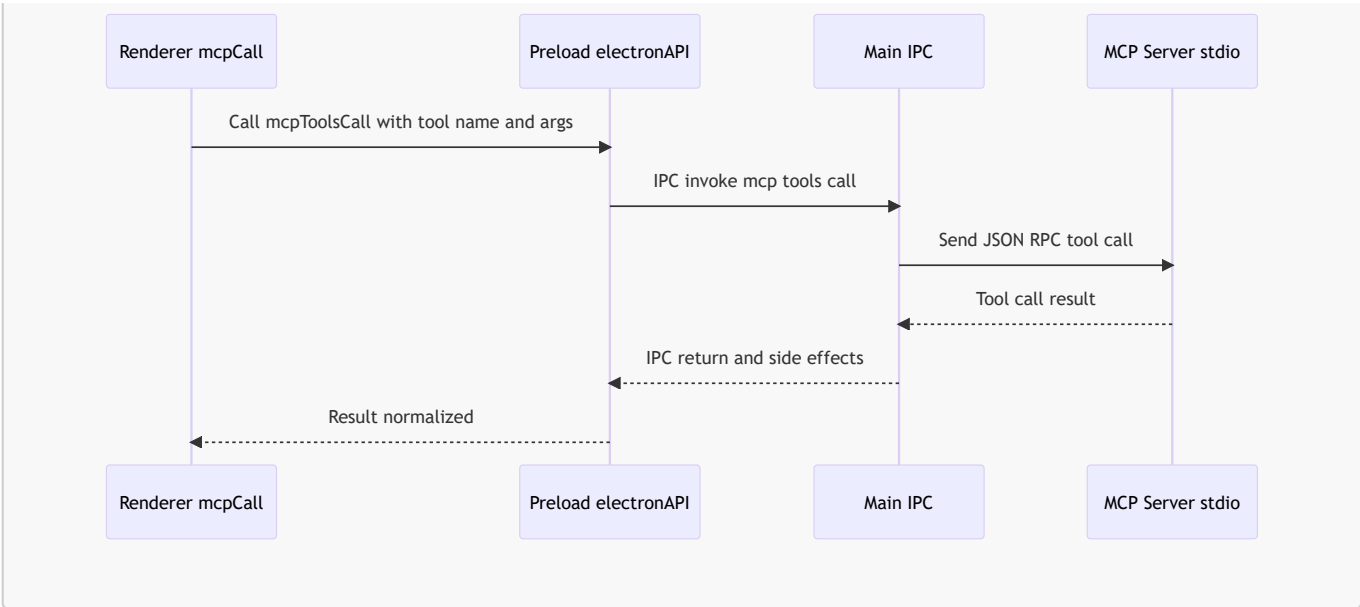 Renderer mcpCall
Preload electronAPI
Main IPC
MCP Server stdio
Call mcpToolsCall with tool name and args
IPC invoke mcp tools call
Send JSON RPC tool call
Tool call result
IPC return and side effects
Result normalized
Renderer mcpCall
Preload electronAPI
Main IPC
MCP Server stdio